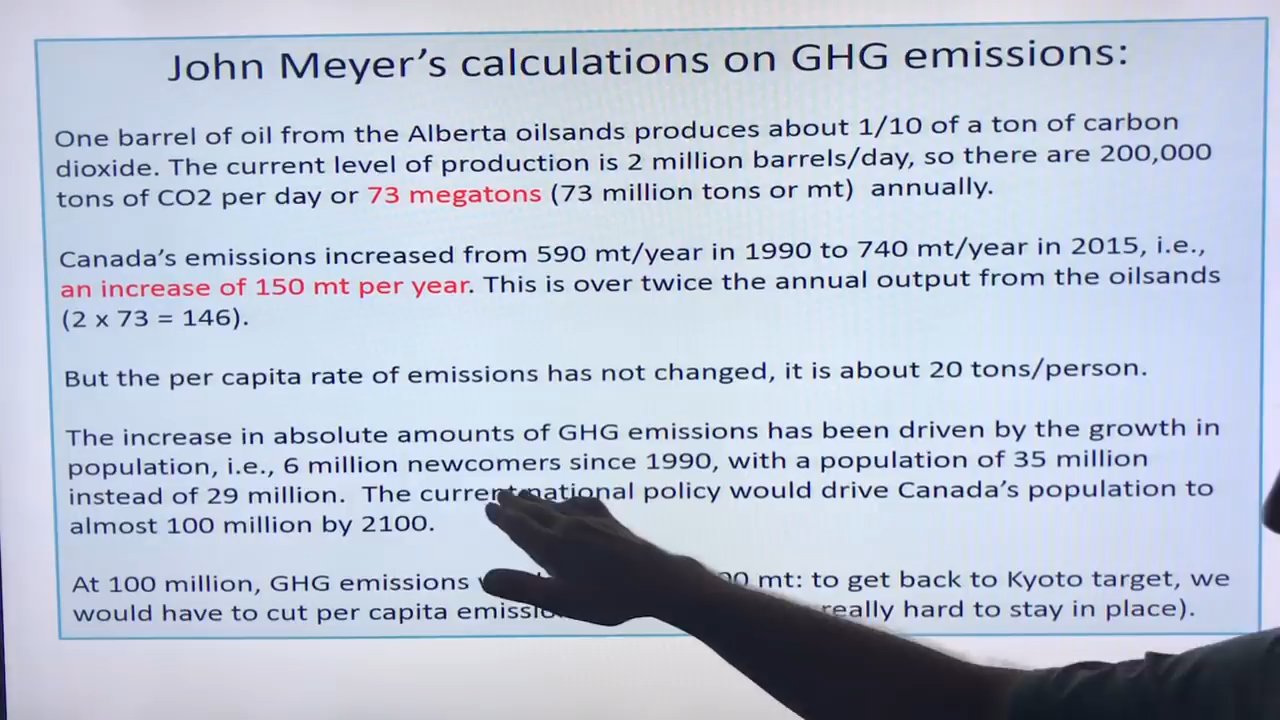 John Meyer's calculations on GHG emissions:
One barrel of oil from the Alberta oilsands produces about 1/10 of a ton of carbon
dioxide. The current level of production is 2 million barrels/day, so there are 200,000
tons of CO2 per day or 73 megatons (73 million tons or mt) annually.
Canada's emissions increased from 590 mt/year in 1990 to 740 mt/year in 2015, i.e.,
an increase of 150 mt per year. This is over twice the annual output from the oilsands
(2 x 73 = 146).
But the per capita rate of emissions has not changed, it is about 20 tons/person.
The increase in absolute amounts of GHG emissions has been driven by the growth in
population, i.e., 6 million newcomers since 1990, with a population of 35 million
instead of 29 million. The current national policy would drive Canada's population to
almost 100 million by 2100.
At 100 million, GHG emissions mt: to get back to Kyoto target, we
would have to cut per capita really hard to stay in place).